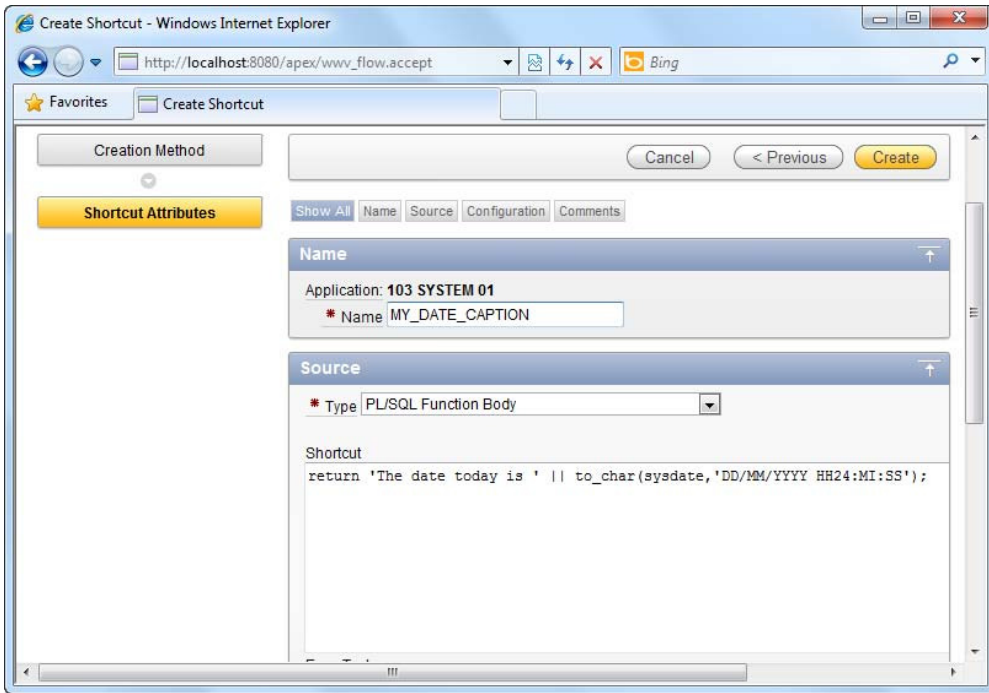 Create Shortcut - Windows Internet Explorer
http://localhost:8080/apex/wwv_flow.accept
Bing
Favorites
Create Shortcut
Creation Method
Shortcut Attributes
Cancel
< Previous
Create
Show All Name Source Configuration Comments
Name
Application: 103 SYSTEM 01
* Name MY_DATE_CAPTION
Source
* Type PL/SQL Function Body
Shortcut
return 'The date today is ' || to_char(sysdate,'DD/MM/YYYY HH24:MI:SS');